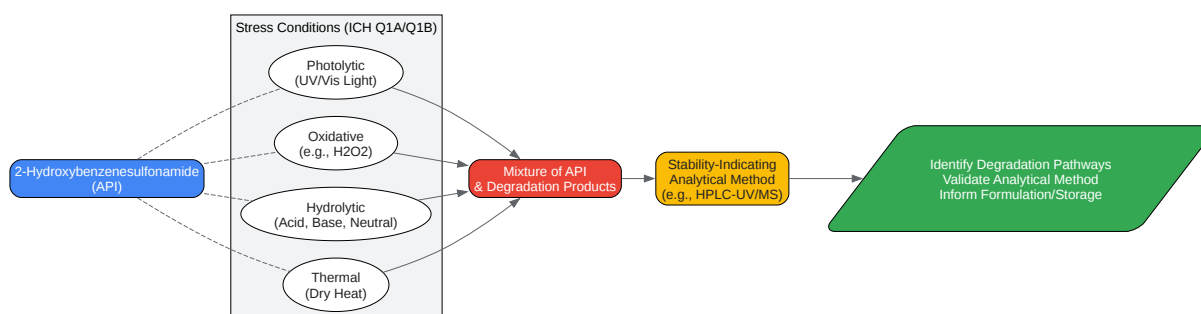 Stress Conditions (ICH Q1A/Q1B)
Photolytic
(UV/Vis Light)
Oxidative
(e.g., H2O2)
Hydrolytic
(Acid, Base, Neutral)
Thermal
(Dry Heat)
2-Hydroxybenzenesulfonamide
(API)
Mixture of API
& Degradation Products
Stability-Indicating
Analytical Method
(e.g., HPLC-UV/MS)
Identify Degradation Pathways
Validate Analytical Method
Inform Formulation/Storage